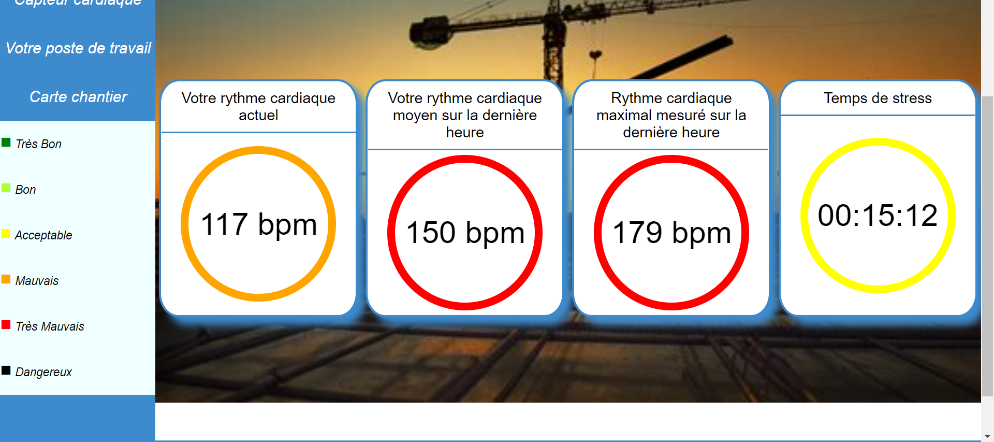 Capteur cardiaque
Votre poste de travail
Carte chantier
Très Bon
Bon
Acceptable
Mauvais
Très Mauvais
Dangereux
Votre rythme cardiaque
actuel
117 bpm
Votre rythme cardiaque
moyen sur la dernière
heure
150 bpm
Rythme cardiaque
maximal mesuré sur la
dernière heure
179 bpm
Temps de stress
00:15:12